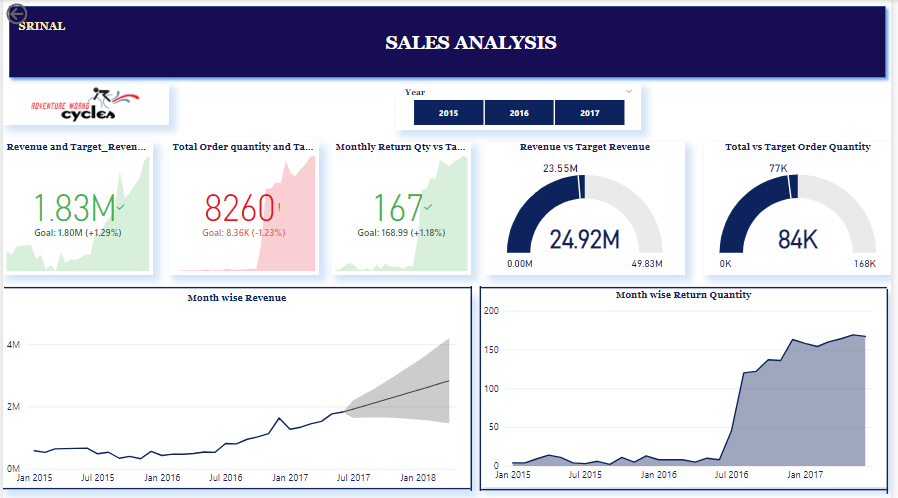 SRINAL
SALES ANALYSIS
ADVENTURE WORKS
cycles
Year
2015 2016 2017
Revenue and Target_Reven...
1.83M
Goal: 1.80M (+1.29%)
Total Order quantity and Ta...
8260!
Goal: 8.36K (-1.23%)
Monthly Return Qty vs Ta...
167
Goal: 168.99 (+1.18%)
Revenue vs Target Revenue
23.55M
24.92M
0.00M 49.83M
Total vs Target Order Quantity
77K
84K
0K 168K
Month wise Revenue
4M
2M
0M
Jan 2015 Jul 2015 Jan 2016 Jul 2016 Jan 2017 Jul 2017 Jan 2018
Month wise Return Quantity
200
150
100
50
0
Jan 2015 Jul 2015 Jan 2016 Jul 2016 Jan 2017